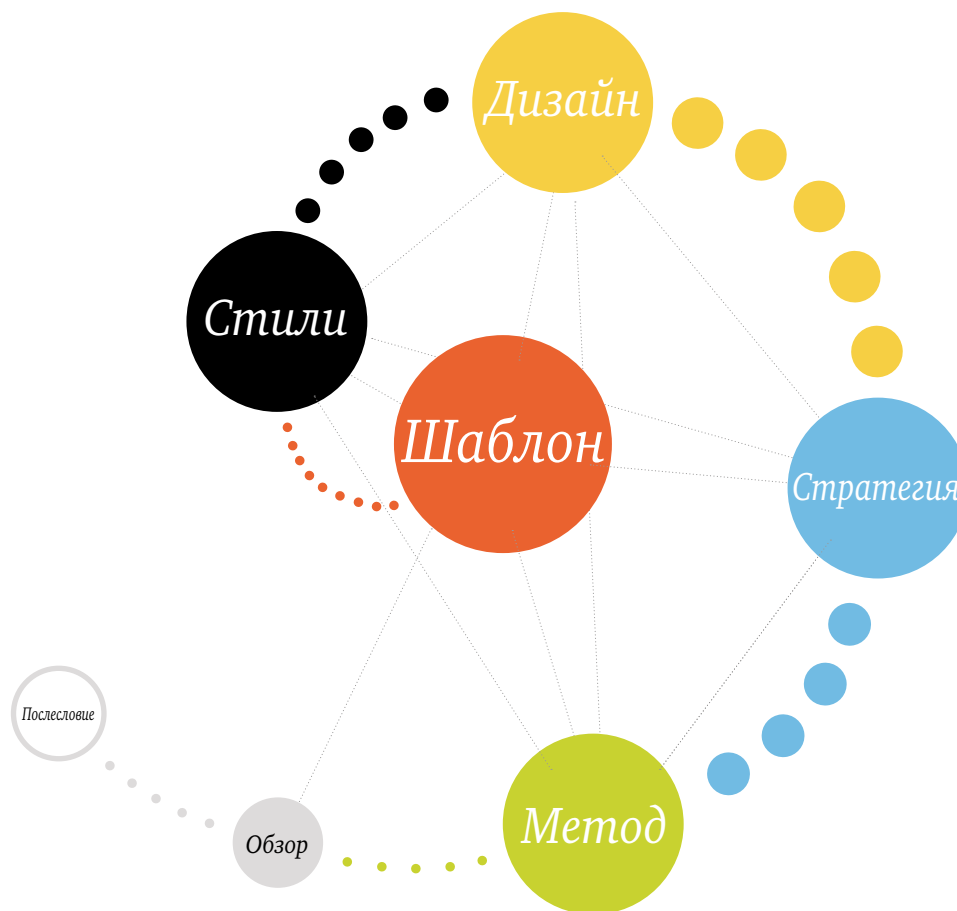 Дизайн
Стили
Шаблон
Стратегия
Послесловие
Метод
Обзор